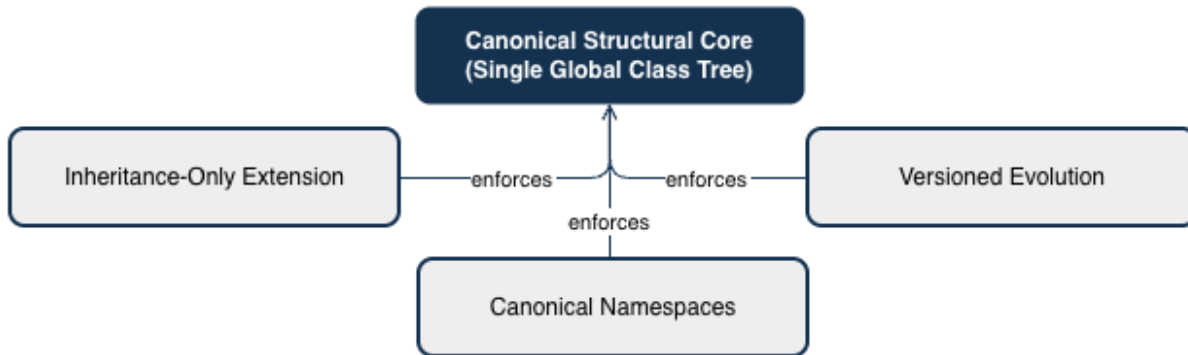 Canonical Structural Core
(Single Global Class Tree)
Inheritance-Only Extension
enforces
enforces
Versioned Evolution
enforces
Canonical Namespaces